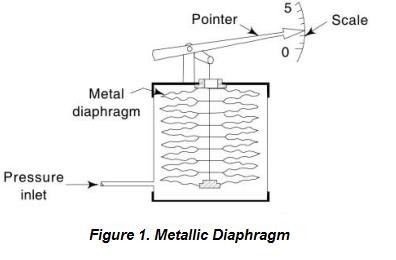 5
Pointer
Scale
0
Metal
diaphragm
Pressure
inlet
Figure 1. Metallic Diaphragm